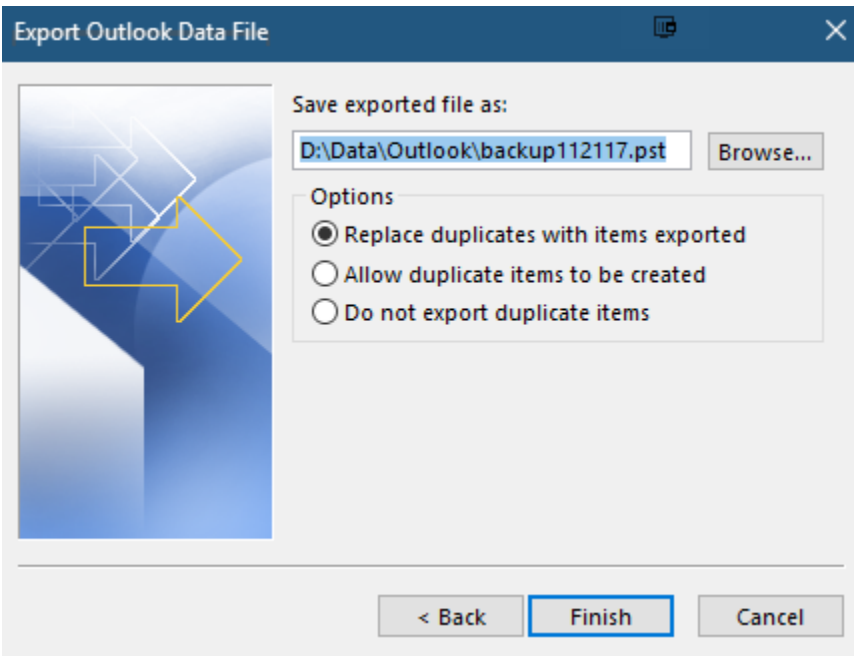 Export Outlook Data File
Save exported file as:
D:\Data\Outlook\backup112117.pst
Browse...
Options
Replace duplicates with items exported
Allow duplicate items to be created
Do not export duplicate items
< Back
Finish
Cancel